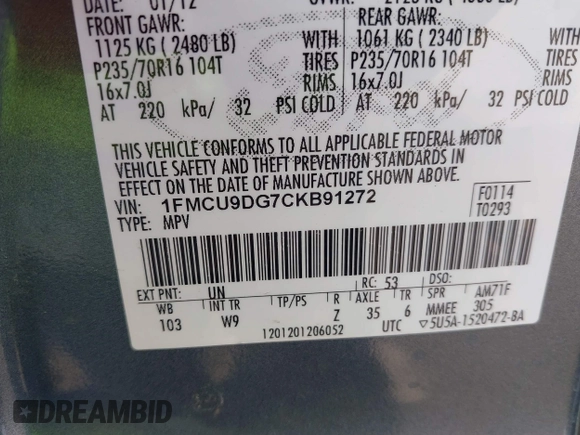 DATE: 01/12
FRONT GAWR:
REAR GAWR:
1125 KG ( 2480 LB)
WITH
1061 KG ( 2340 LB)
WITH
P235/70R16 104T
TIRES
P235/70R16 104T
TIRES
16x7.0J
RIMS
16x7.0J
RIMS
AT 220 kPa/ 32 PSI COLD
AT 220 kPa/ 32 PSI COLD
THIS VEHICLE CONFORMS TO ALL APPLICABLE FEDERAL MOTOR
VEHICLE SAFETY AND THEFT PREVENTION STANDARDS IN
EFFECT ON THE DATE OF MANUFACTURE SHOWN ABOVE.
VIN: 1FMCU9DG7CKB91272
TYPE: MPV
F0114
T0293
EXT PNT: UN
RC: 53
DSO:
WB
INT TR
TP/PS
R
AXLE
TR
SPR
AM71F
103
W9
Z
35
6
MMEE
305
1201201206052
UTC
▽5U5A-1520472-BA
DREAMBID